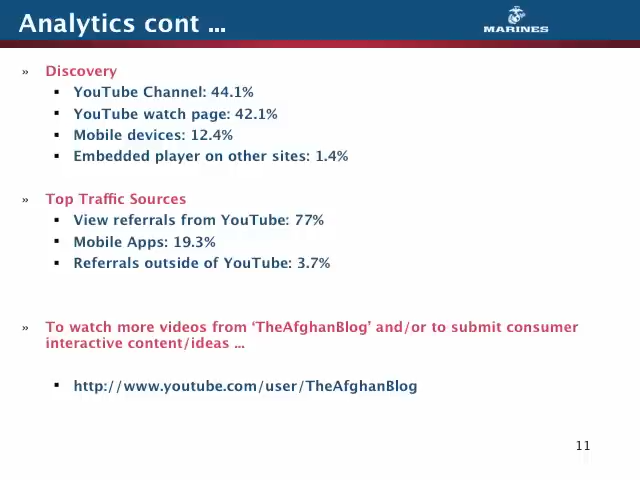 Analytics cont ...
MARINES
» Discovery
▪ YouTube Channel: 44.1%
▪ YouTube watch page: 42.1%
▪ Mobile devices: 12.4%
▪ Embedded player on other sites: 1.4%
» Top Traffic Sources
▪ View referrals from YouTube: 77%
▪ Mobile Apps: 19.3%
▪ Referrals outside of YouTube: 3.7%
» To watch more videos from ‘TheAfghanBlog’ and/or to submit consumer
interactive content/ideas ...
▪ http://www.youtube.com/user/TheAfghanBlog
11